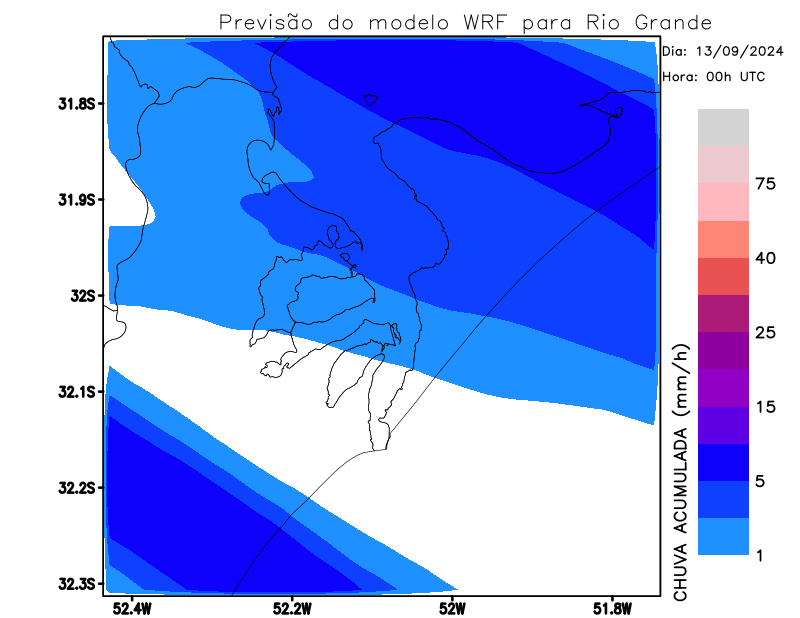 Previsão do modelo WRF para Rio Grande
Dia: 13/09/2024
Hora: 00h UTC
31.8S
31.9S
32S
32.1S
32.2S
32.3S
52.4W
52.2W
52W
51.8W
75
40
25
15
5
1
CHUVA ACUMULADA (mm/h)